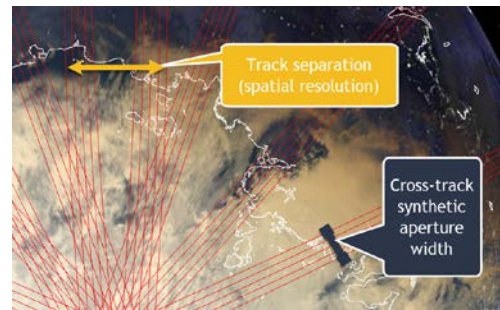 Track separation
(spatial resolution)
Cross-track
synthetic
aperture
width